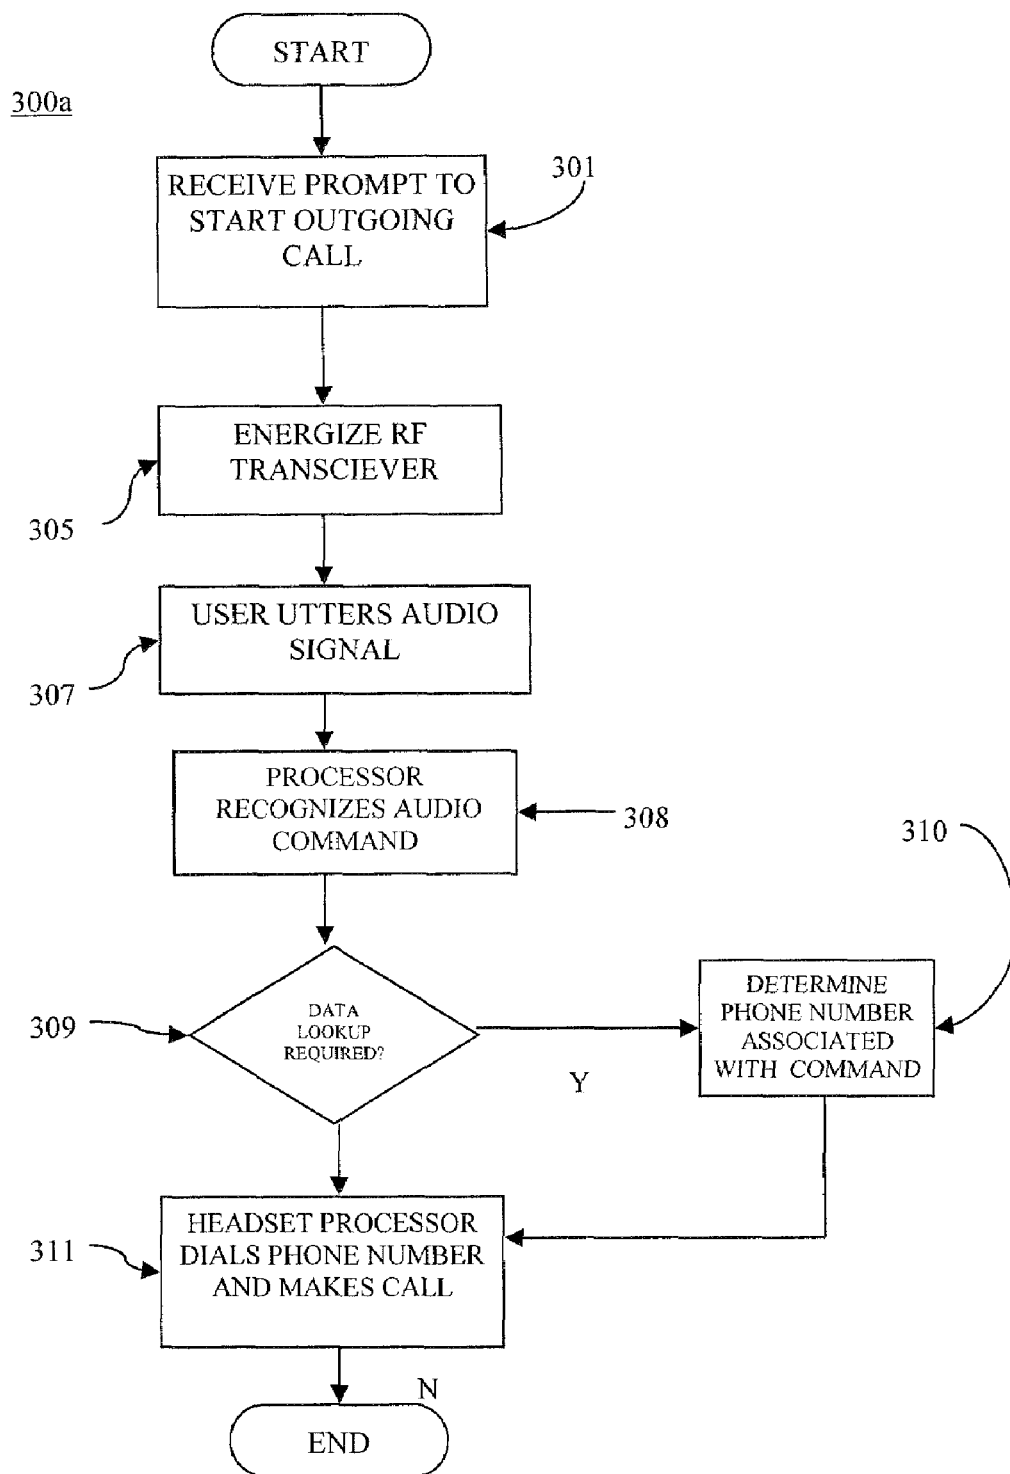 START
300a
301
RECEIVE PROMPT TO
START OUTGOING
CALL
ENERGIZE RF
TRANSCIEVER
305
USER UTTERS AUDIO
SIGNAL
307
PROCESSOR
RECOGNIZES AUDIO
COMMAND
308
310
309
DATA
LOOKUP
REQUIRED?
Y
DETERMINE
PHONE NUMBER
ASSOCIATED
WITH COMMAND
311
HEADSET PROCESSOR
DIALS PHONE NUMBER
AND MAKES CALL
N
END